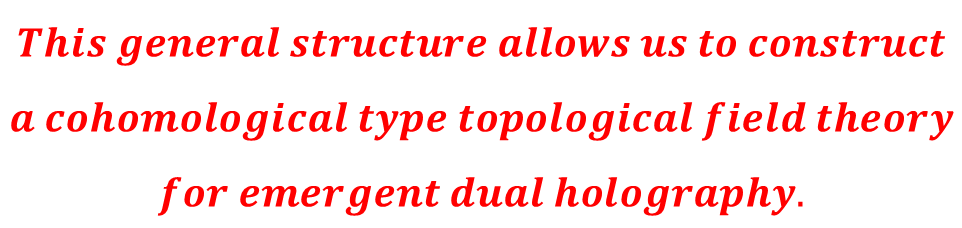 This general structure allows us to construct
a cohomological type topological field theory
for emergent dual holography.